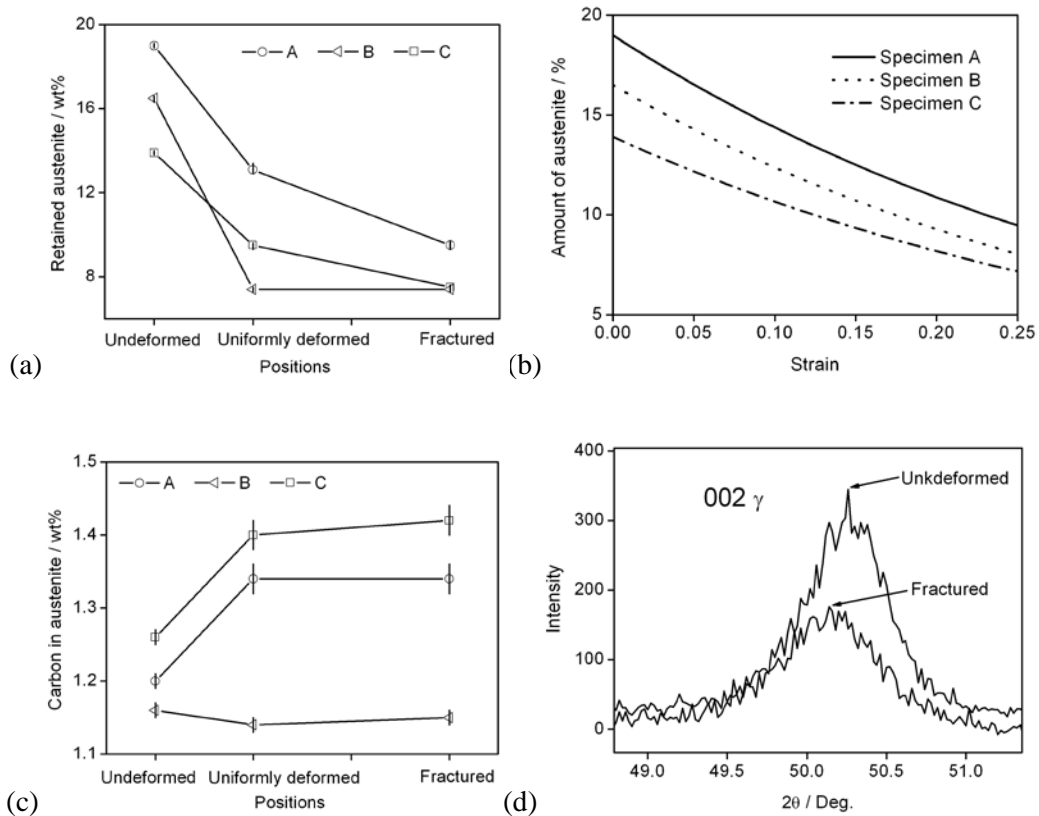 20
16
12
8
Retained austenite / wt%
A B C
Undeformed Uniformly deformed Fractured
Positions
(a)
20
15
10
5
Amount of austenite / %
Specimen A
Specimen B
Specimen C
0.00 0.05 0.10 0.15 0.20 0.25
Strain
(b)
1.5
1.4
1.3
1.2
1.1
Carbon in austenite / wt%
A B C
Undeformed Uniformly deformed Fractured
Positions
(c)
400
300
200
100
0
Intensity
002 γ
Unkdeformed
Fractured
49.0 49.5 50.0 50.5 51.0
2θ / Deg.
(d)